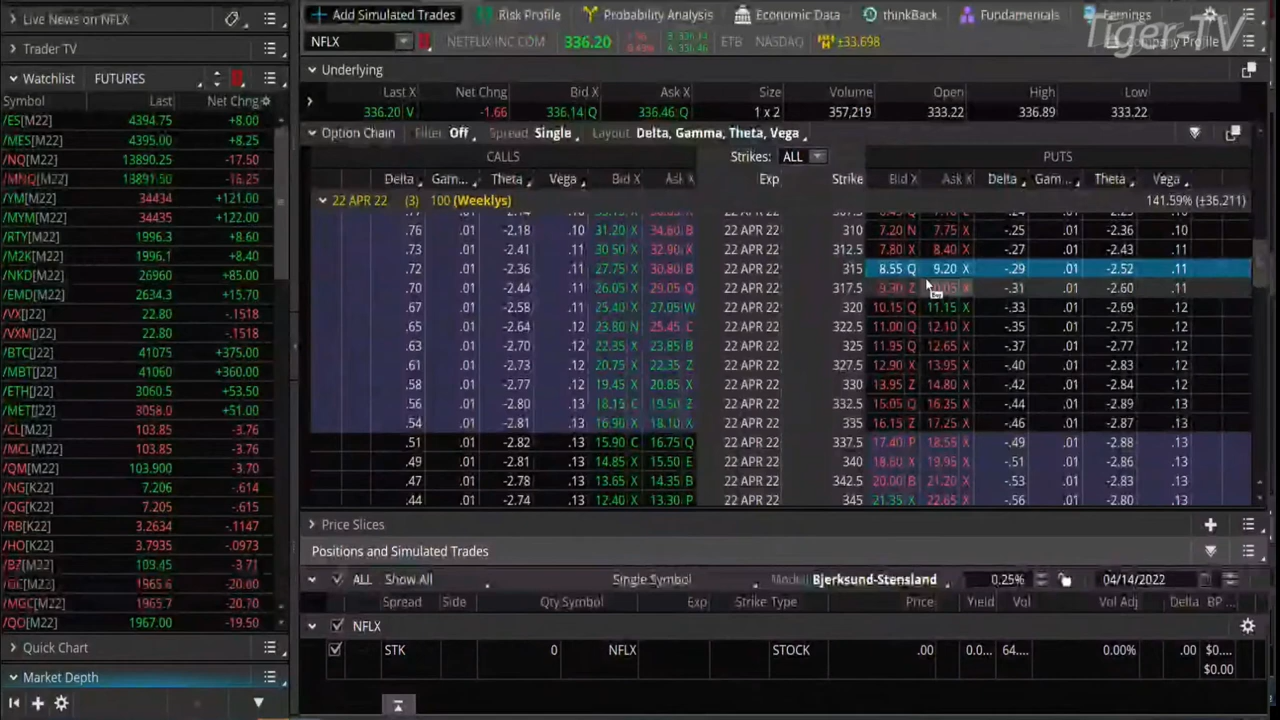 Live News on NFLX
Add Simulated Trades Risk Profile Probability Analysis Economic Data thinkBack Fundamentals Earnings
Tiger-TV
Trader TV
NFLX NETFLIX INC COM 336.20 ETB NASDAQ ±33.698 Company Profile
Watchlist FUTURES
Underlying
Symbol Last Net Chng
Last X Net Chng Bid X Ask X Size Volume Open High Low
336.20 V -1.66 336.14 Q 336.46 Q 1 x 2 357,219 333.22 336.89 333.22
/ES[M22] 4394.75 +8.00
/MES[M22] 4395.00 +8.25
/NQ[M22] 13890.25 -17.50
/MNQ[M22] 13891.50 -16.25
/YM[M22] 34434 +121.00
/MYM[M22] 34435 +122.00
/RTY[M22] 1996.3 +8.60
/M2K[M22] 1996.1 +8.40
/NKD[M22] 26960 +85.00
/EMD[M22] 2634.3 +15.70
/VX[M22] 22.80 -.1518
/VXM[M22] 22.80 -.1518
/BTC[J22] 41075 +375.00
/MBT[J22] 41060 +360.00
/ETH[J22] 3060.5 +53.50
/MET[J22] 3058.0 +51.00
/CL[M22] 103.85 -3.76
/MCL[M22] 103.85 -3.76
/QM[M22] 103.900 -3.70
/NG[K22] 7.206 -.614
/QG[K22] 7.206 -.615
/RB[K22] 3.2634 -.1147
/HO[K22] 3.7935 -.0973
/BZ[M22] 109.45 -3.71
/GC[M22] 1965.6 -20.00
/MGC[M22] 1965.7 -20.70
/QO[M22] 1967.00 -19.50
Quick Chart
Market Depth
Option Chain Filter Off Spread Single Layout Delta, Gamma, Theta, Vega
CALLS Strikes: ALL PUTS
Delta Gam... Theta Vega Bid X Ask X Exp Strike Bid X Ask X Delta Gam... Theta Vega
22 APR 22 (3) 100 (Weeklys) 141.59% (±36.211)
.76 .01 -2.18 .10 31.20 X 34.60 B 22 APR 22 310 7.20 N 7.75 X -.25 .01 -2.36 .10
.73 .01 -2.41 .11 30.50 X 32.90 X 22 APR 22 312.5 7.80 X 8.40 X -.27 .01 -2.43 .11
.72 .01 -2.36 .11 27.75 X 30.80 B 22 APR 22 315 8.55 Q 9.20 X -.29 .01 -2.52 .11
.70 .01 -2.44 .11 26.05 X 29.05 Q 22 APR 22 317.5 9.30 Z 10.05 X -.31 .01 -2.60 .11
.67 .01 -2.58 .11 25.40 X 27.05 W 22 APR 22 320 10.15 Q 11.15 X -.33 .01 -2.69 .12
.65 .01 -2.64 .12 23.80 N 25.45 C 22 APR 22 322.5 11.00 Q 12.10 X -.35 .01 -2.75 .12
.63 .01 -2.70 .12 22.35 X 23.85 B 22 APR 22 325 11.95 Q 12.65 X -.37 .01 -2.77 .12
.61 .01 -2.73 .12 20.75 X 22.35 Z 22 APR 22 327.5 12.90 X 13.95 X -.40 .01 -2.84 .12
.58 .01 -2.77 .13 19.45 X 20.85 X 22 APR 22 330 13.95 Z 14.80 X -.42 .01 -2.84 .12
.56 .01 -2.80 .13 18.15 C 19.50 Z 22 APR 22 332.5 15.05 Q 16.35 X -.44 .01 -2.89 .13
.54 .01 -2.81 .13 16.90 X 18.10 X 22 APR 22 335 16.15 Z 17.25 X -.46 .01 -2.87 .13
.51 .01 -2.82 .13 15.90 C 16.75 Q 22 APR 22 337.5 17.40 P 18.55 X -.49 .01 -2.88 .13
.49 .01 -2.81 .13 14.85 X 15.50 E 22 APR 22 340 18.80 X 19.95 X -.51 .01 -2.86 .13
.47 .01 -2.78 .13 13.65 X 14.35 B 22 APR 22 342.5 20.00 B 21.20 X -.53 .01 -2.83 .13
.44 .01 -2.74 .13 12.40 X 13.30 P 22 APR 22 345 21.35 X 22.65 X -.56 .01 -2.80 .13
Price Slices
Positions and Simulated Trades
ALL Show All Single Symbol Model Bjerksund-Stensland 0.25% 04/14/2022
Spread Side Qty Symbol Exp Strike Type Price Yield Vol Vol Adj Delta BP ...
NFLX
STK 0 NFLX STOCK .00 0.0... 64.... 0.00% .00 $0....
$0.00